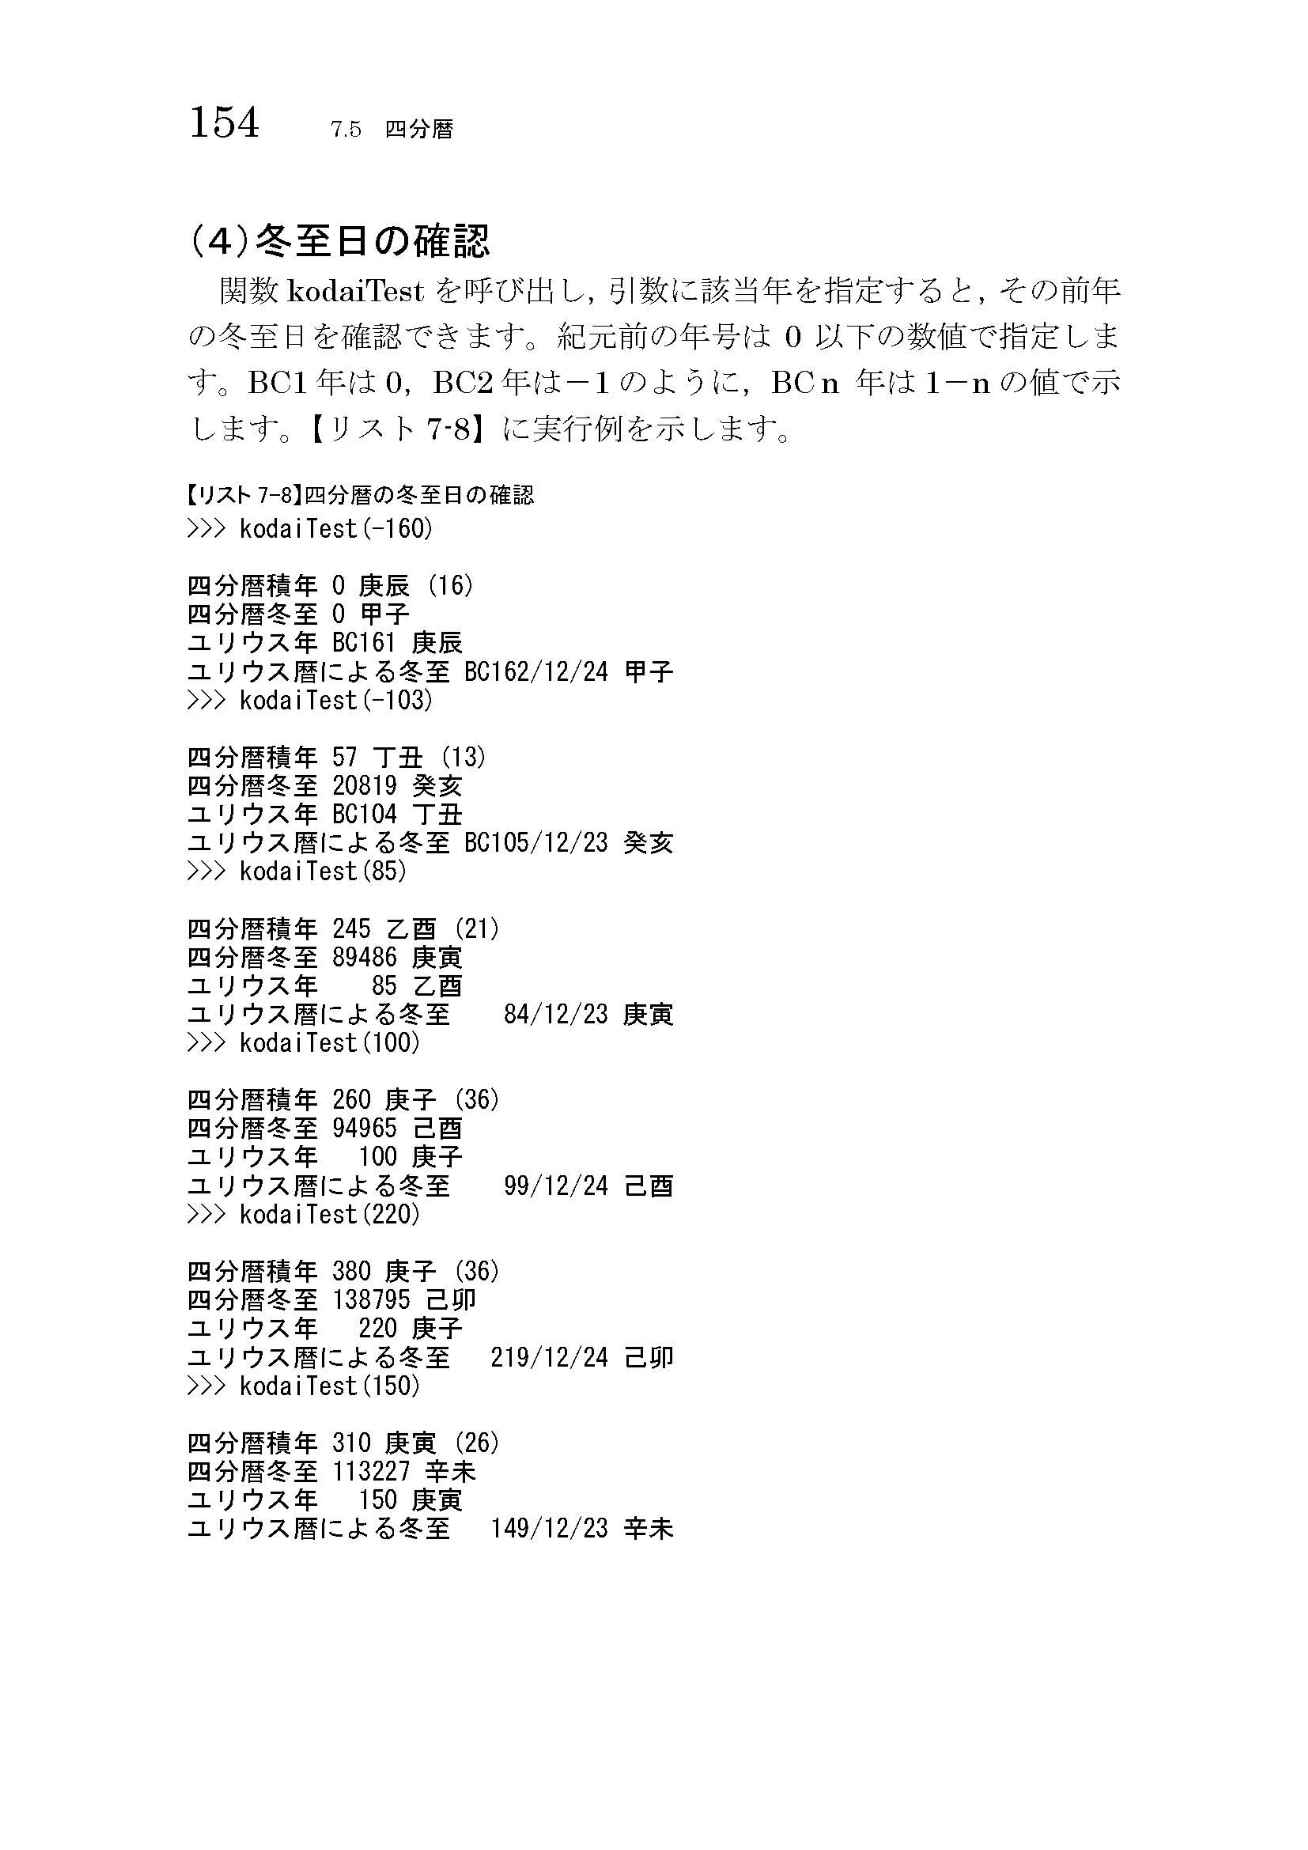 154 7.5 四分暦
(4)冬至日の確認
関数 kodaiTest を呼び出し, 引数に該当年を指定すると, その前年
の冬至日を確認できます。紀元前の年号は 0 以下の数値で指定しま
す。BC1 年は 0, BC2 年は－1 のように, BC n 年は 1－n の値で示
します。【リスト 7-8】に実行例を示します。
【リスト 7-8】四分暦の冬至日の確認
>>> kodaiTest(-160)
四分暦積年 0 庚辰 (16)
四分暦冬至 0 甲子
ユリウス年 BC161 庚辰
ユリウス暦による冬至 BC162/12/24 甲子
>>> kodaiTest(-103)
四分暦積年 57 丁丑 (13)
四分暦冬至 20819 癸亥
ユリウス年 BC104 丁丑
ユリウス暦による冬至 BC105/12/23 癸亥
>>> kodaiTest(85)
四分暦積年 245 乙酉 (21)
四分暦冬至 89486 庚寅
ユリウス年 85 乙酉
ユリウス暦による冬至 84/12/23 庚寅
>>> kodaiTest(100)
四分暦積年 260 庚子 (36)
四分暦冬至 94965 己酉
ユリウス年 100 庚子
ユリウス暦による冬至 99/12/24 己酉
>>> kodaiTest(220)
四分暦積年 380 庚子 (36)
四分暦冬至 138795 己卯
ユリウス年 220 庚子
ユリウス暦による冬至 219/12/24 己卯
>>> kodaiTest(150)
四分暦積年 310 庚寅 (26)
四分暦冬至 113227 辛未
ユリウス年 150 庚寅
ユリウス暦による冬至 149/12/23 辛未